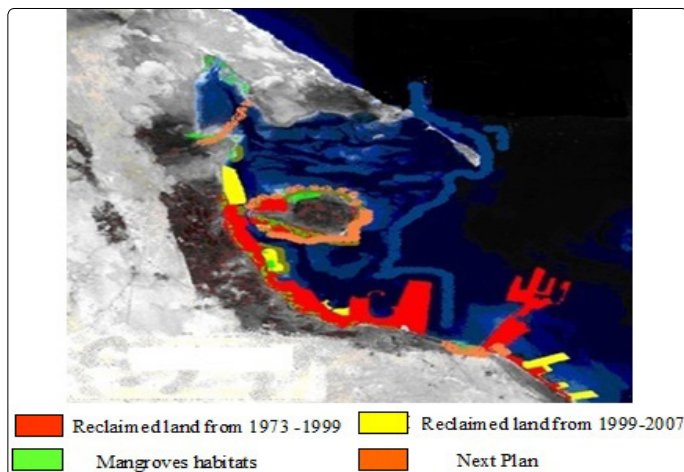 Reclaimed land from 1973 -1999 Reclaimed land from 1999-2007
Mangroves habitats Next Plan